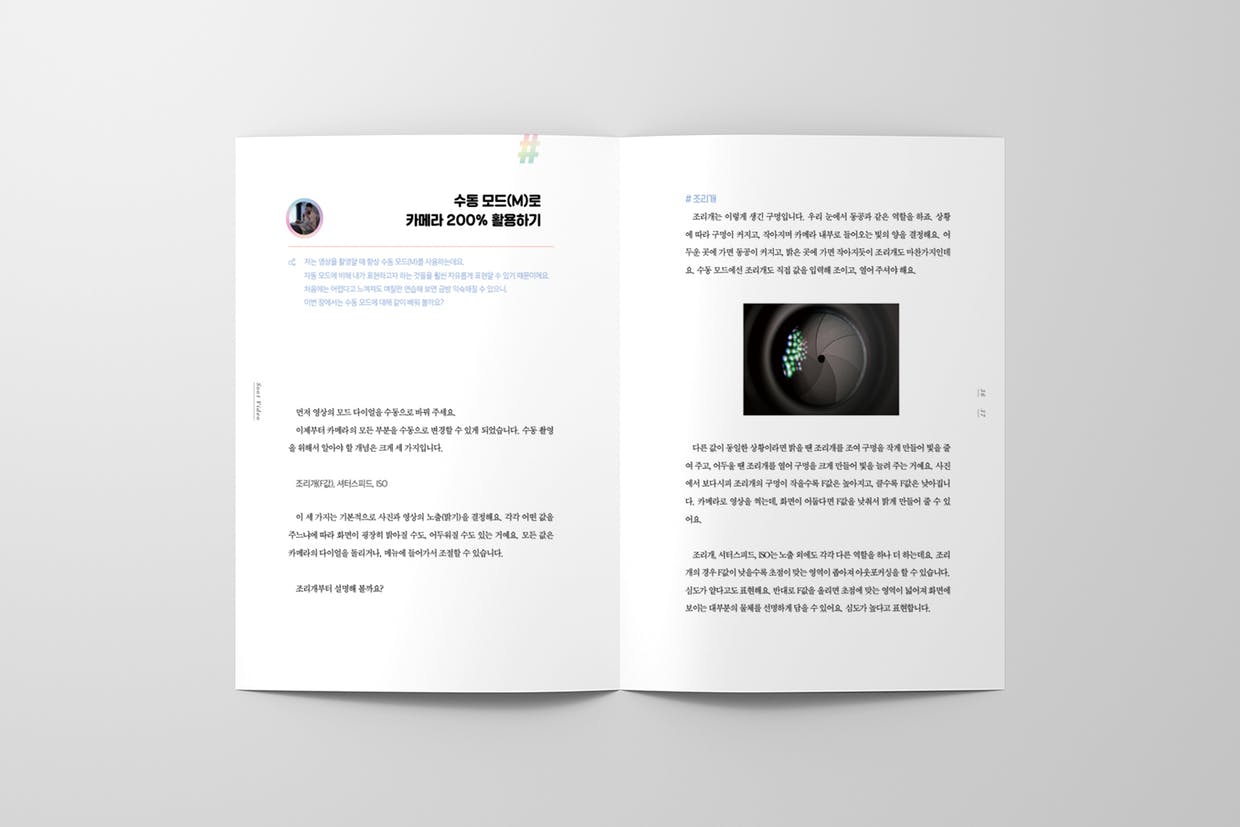 #
수동 모드(M)로
카메라 200% 활용하기
저는 영상을 촬영할 때 항상 수동 모드(M)를 사용하는데요.
자동 모드에 비해 내가 표현하고자 하는 것들을 훨씬 자유롭게 표현할 수 있기 때문이에요.
처음에는 어렵다고 느껴져도 며칠만 연습해 보면 금방 익숙해질 수 있으니,
이번 장에서는 수동 모드에 대해 같이 배워 볼까요?
Soot Video
먼저 영상의 모드 다이얼을 수동으로 바꿔 주세요.
이제부터 카메라의 모든 부분을 수동으로 변경할 수 있게 되었습니다. 수동 촬영
을 위해서 알아야 할 개념은 크게 세 가지입니다.
조리개(F값), 셔터스피드, ISO
이 세 가지는 기본적으로 사진과 영상의 노출(밝기)을 결정해요. 각각 어떤 값을
주느냐에 따라 화면이 굉장히 밝아질 수도, 어두워질 수도 있는 거예요. 모든 값은
카메라의 다이얼을 돌리거나, 메뉴에 들어가서 조절할 수 있습니다.
조리개부터 설명해 볼까요?
# 조리개
조리개는 이렇게 생긴 구멍입니다. 우리 눈에서 동공과 같은 역할을 하죠. 상황
에 따라 구멍이 커지고, 작아지며 카메라 내부로 들어오는 빛의 양을 결정해요. 어
두운 곳에 가면 동공이 커지고, 밝은 곳에 가면 작아지듯이 조리개도 마찬가지인데
요. 수동 모드에선 조리개도 직접 값을 입력해 조이고, 열어 주셔야 해요.
다른 값이 동일한 상황이라면 밝을 땐 조리개를 조여 구멍을 작게 만들어 빛을 줄
여 주고, 어두울 땐 조리개를 열어 구멍을 크게 만들어 빛을 늘려 주는 거예요. 사진
에서 보다시피 조리개의 구멍이 작을수록 F값은 높아지고, 클수록 F값은 낮아집니
다. 카메라로 영상을 찍는데, 화면이 어둡다면 F값을 낮춰서 밝게 만들어 줄 수 있
어요.
조리개, 셔터스피드, ISO는 노출 외에도 각각 다른 역할을 하나 더 하는데요. 조리
개의 경우 F값이 낮을수록 초점이 맞는 영역이 좁아져 아웃포커싱을 할 수 있습니다.
심도가 얕다고도 표현해요. 반대로 F값을 올리면 초점에 맞는 영역이 넓어져 화면에
보이는 대부분의 물체를 선명하게 담을 수 있어요. 심도가 높다고 표현합니다.
36
37